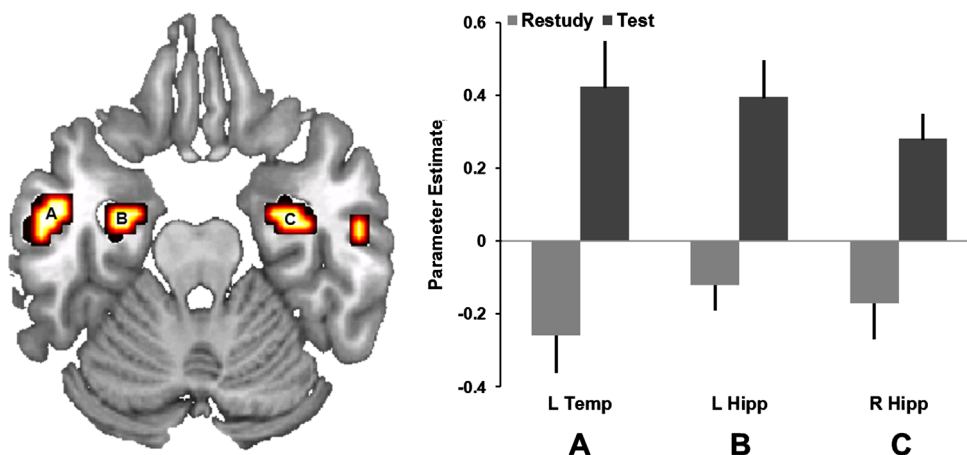 A
B
C
Restudy Test
Parameter Estimate
0.6
0.4
0.2
0
-0.2
-0.4
L Temp L Hipp R Hipp
A B C